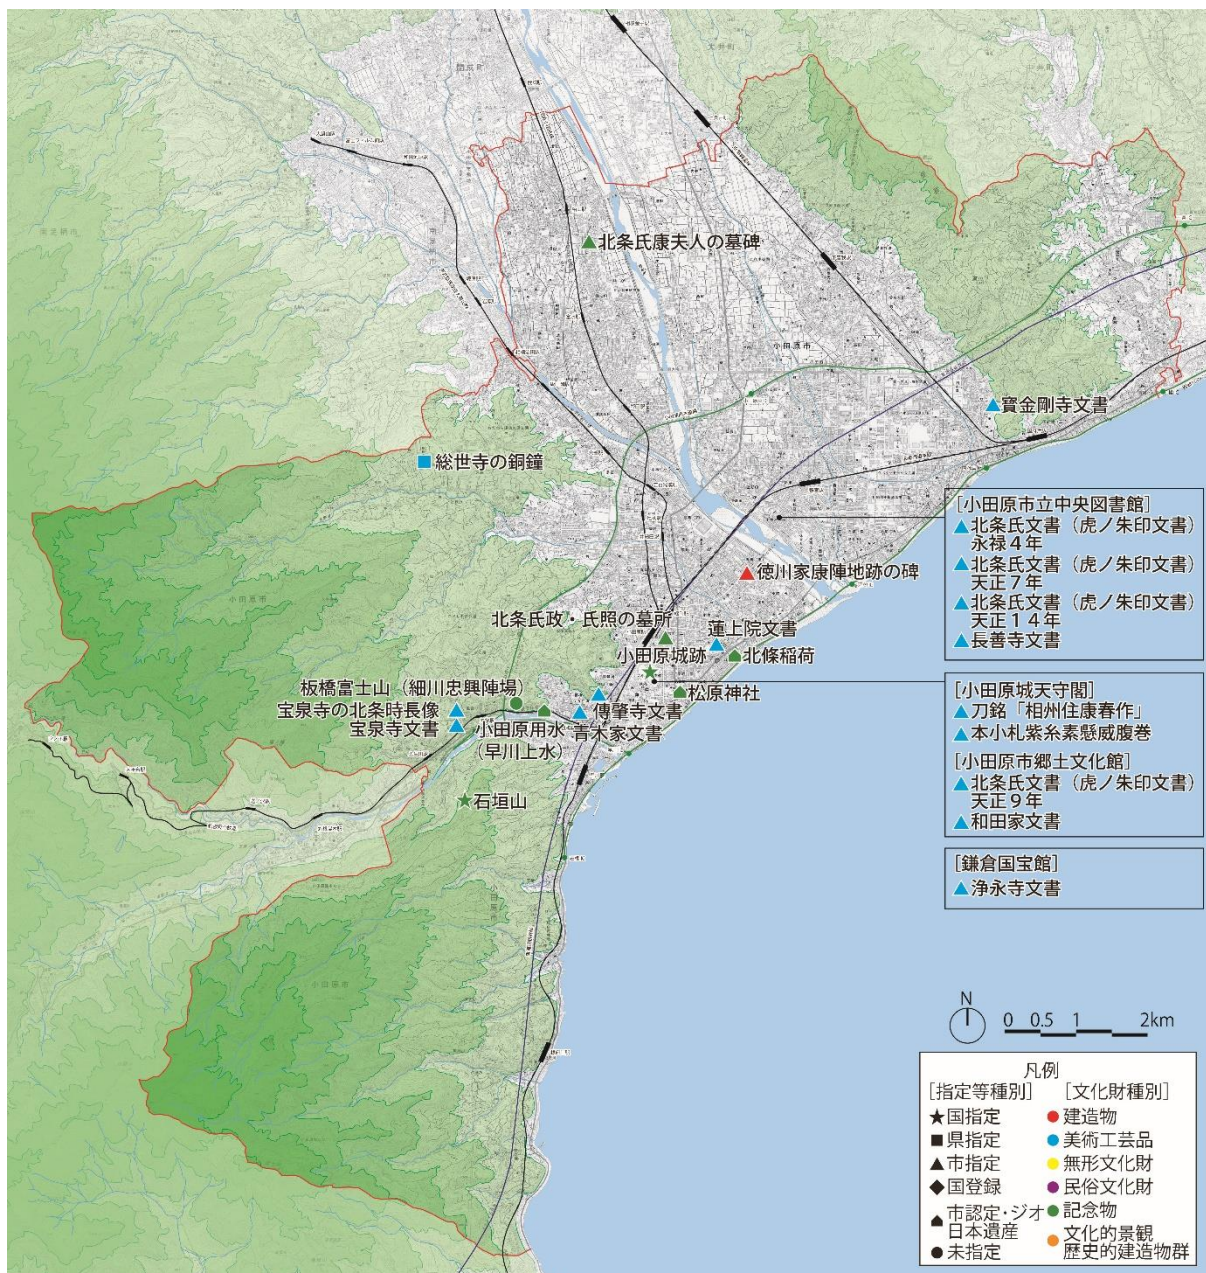 北条氏康夫人の墓碑
小田原市
寳金剛寺文書
総世寺の銅鐘
[小田原市立中央図書館]
北条氏文書（虎ノ朱印文書）
永禄４年
北条氏文書（虎ノ朱印文書）
天正７年
北条氏文書（虎ノ朱印文書）
天正１４年
長善寺文書
徳川家康陣地跡の碑
小田原市
北条氏政・氏照の墓所
蓮上院文書
小田原城跡
北條稲荷
[小田原城天守閣]
刀銘「相州住康春作」
本小札紫糸素懸威腹巻
[小田原市郷土文化館]
北条氏文書（虎ノ朱印文書）
天正９年
和田家文書
板橋富士山（細川忠興陣場）
松原神社
宝泉寺の北条時長像
傳肇寺文書
宝泉寺文書
小田原用水
（早川上水）
青木家文書
石垣山
[鎌倉国宝館]
浄永寺文書
小田原市
小田原市
N
0 0.5 1 2km
凡例
[指定等種別] [文化財種別]
国指定 建造物
県指定 美術工芸品
市指定 無形文化財
国登録 民俗文化財
市認定・ジオ 記念物
日本遺産 文化的景観
未指定 歴史的建造物群